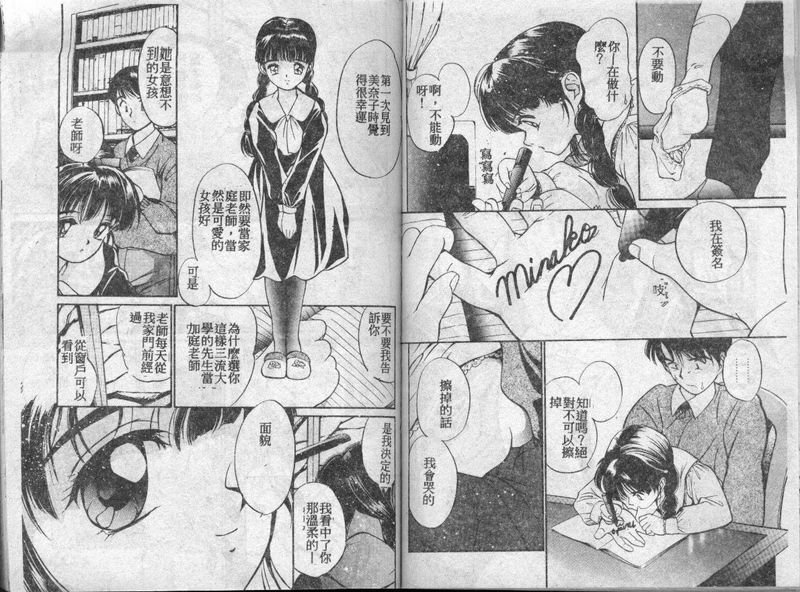 不要動
你—在做什
麼？
啊，不能動
呀！
寫寫寫
我在簽名
吱
Minako
……
知道嗎？絕
對不可以擦
掉
擦掉的話
我會哭的
第一次見到
美奈子時覺
得很幸運
即然要當家
庭老師，當
然是可愛的
女孩好
可是
她是意想不
到的女孩
老師呀
要不要我告
訴你
為什麼選你
這樣三流大
學的先生當
加庭老師
老師每天從
我家門前經
過
從窗戶可以
看到
是我決定的
我看中了你
那溫柔的—
面貌